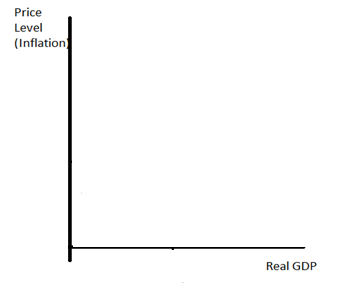 Price
Level
(Inflation)
Real GDP